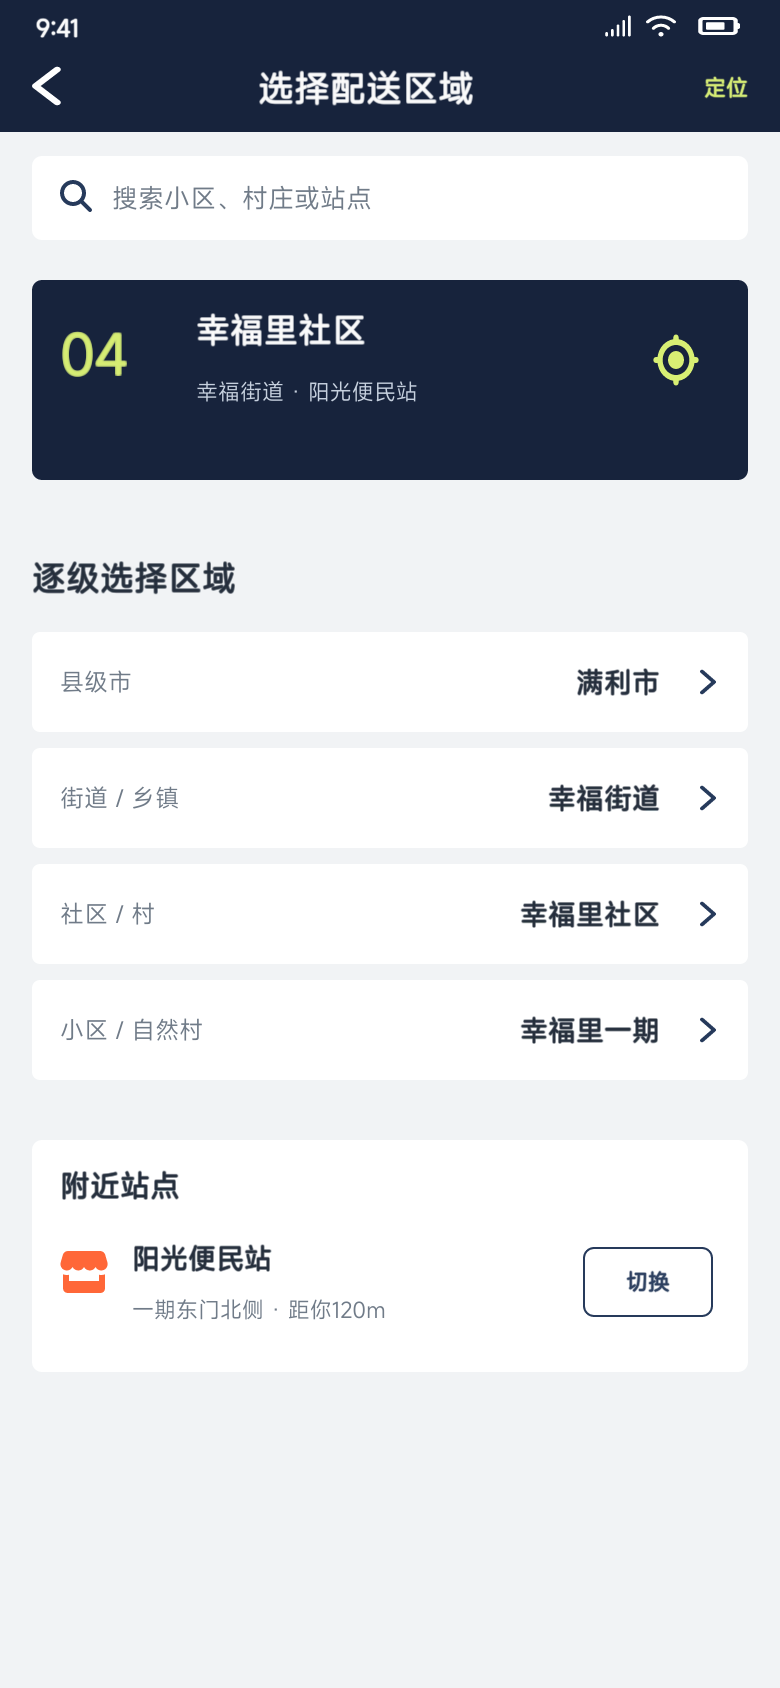 9:41
选择配送区域
定位
搜索小区、村庄或站点
04
幸福里社区
幸福街道 · 阳光便民站
逐级选择区域
县级市 满利市
街道 / 乡镇 幸福街道
社区 / 村 幸福里社区
小区 / 自然村 幸福里一期
附近站点
阳光便民站
一期东门北侧 · 距你120m
切换